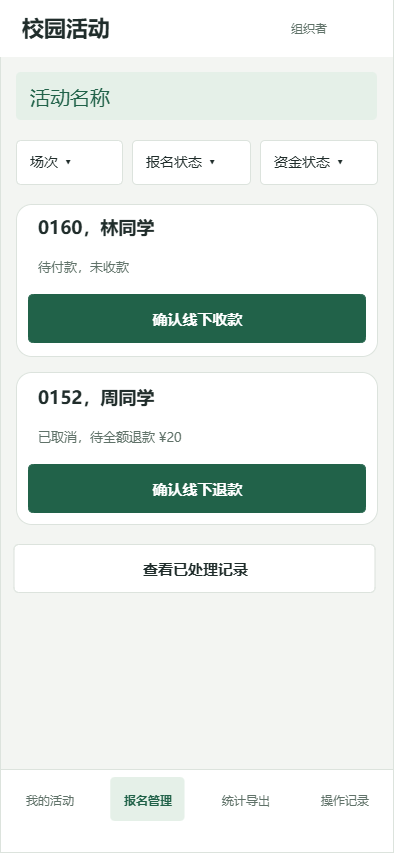 校园活动
组织者
活动名称
场次 ▾
报名状态 ▾
资金状态 ▾
0160，林同学
待付款，未收款
确认线下收款
0152，周同学
已取消，待全额退款 ¥20
确认线下退款
查看已处理记录
我的活动
报名管理
统计导出
操作记录